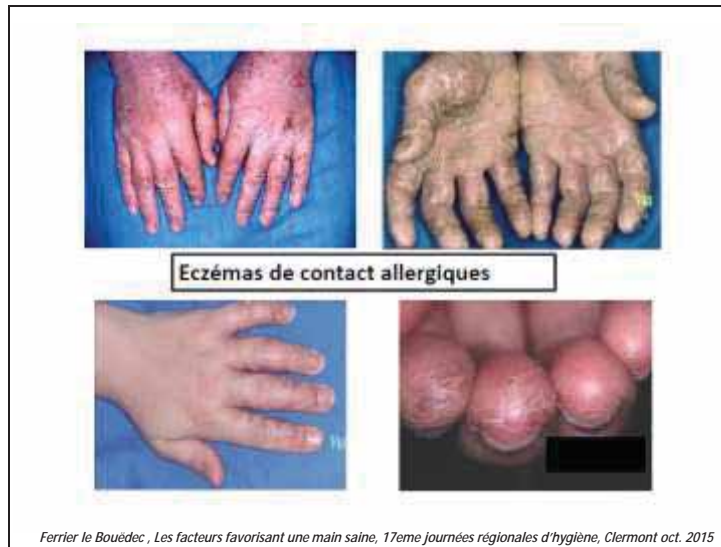 Eczémas de contact allergiques
Ferrier le Bouëdec , Les facteurs favorisant une main saine, 17eme journées régionales d'hygiène, Clermont oct. 2015